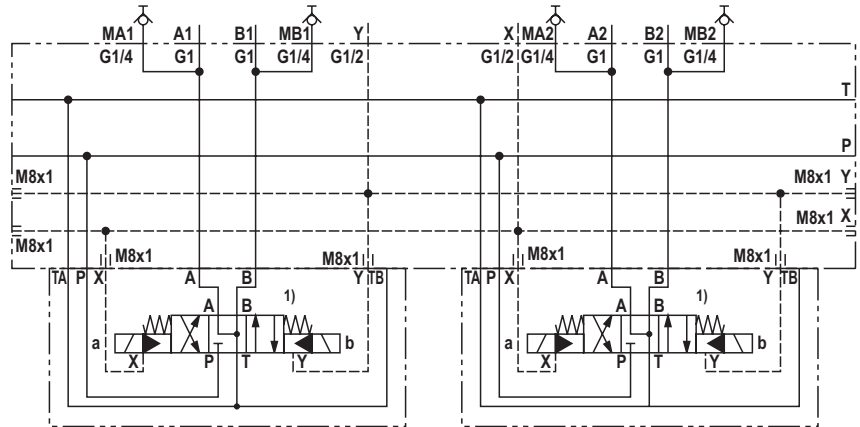 MA1 A1 B1 MB1 Y X MA2 A2 B2 MB2
G1/4 G1 G1 G1/4 G1/2 G1/2 G1/4 G1 G1 G1/4
T
P
M8x1 M8x1 Y
M8x1 M8x1 X
M8x1 M8x1 M8x1 M8x1
TA P X A B Y TB TA P X A B Y TB
A B 1) A B 1)
a b a b
X P T Y X P T Y